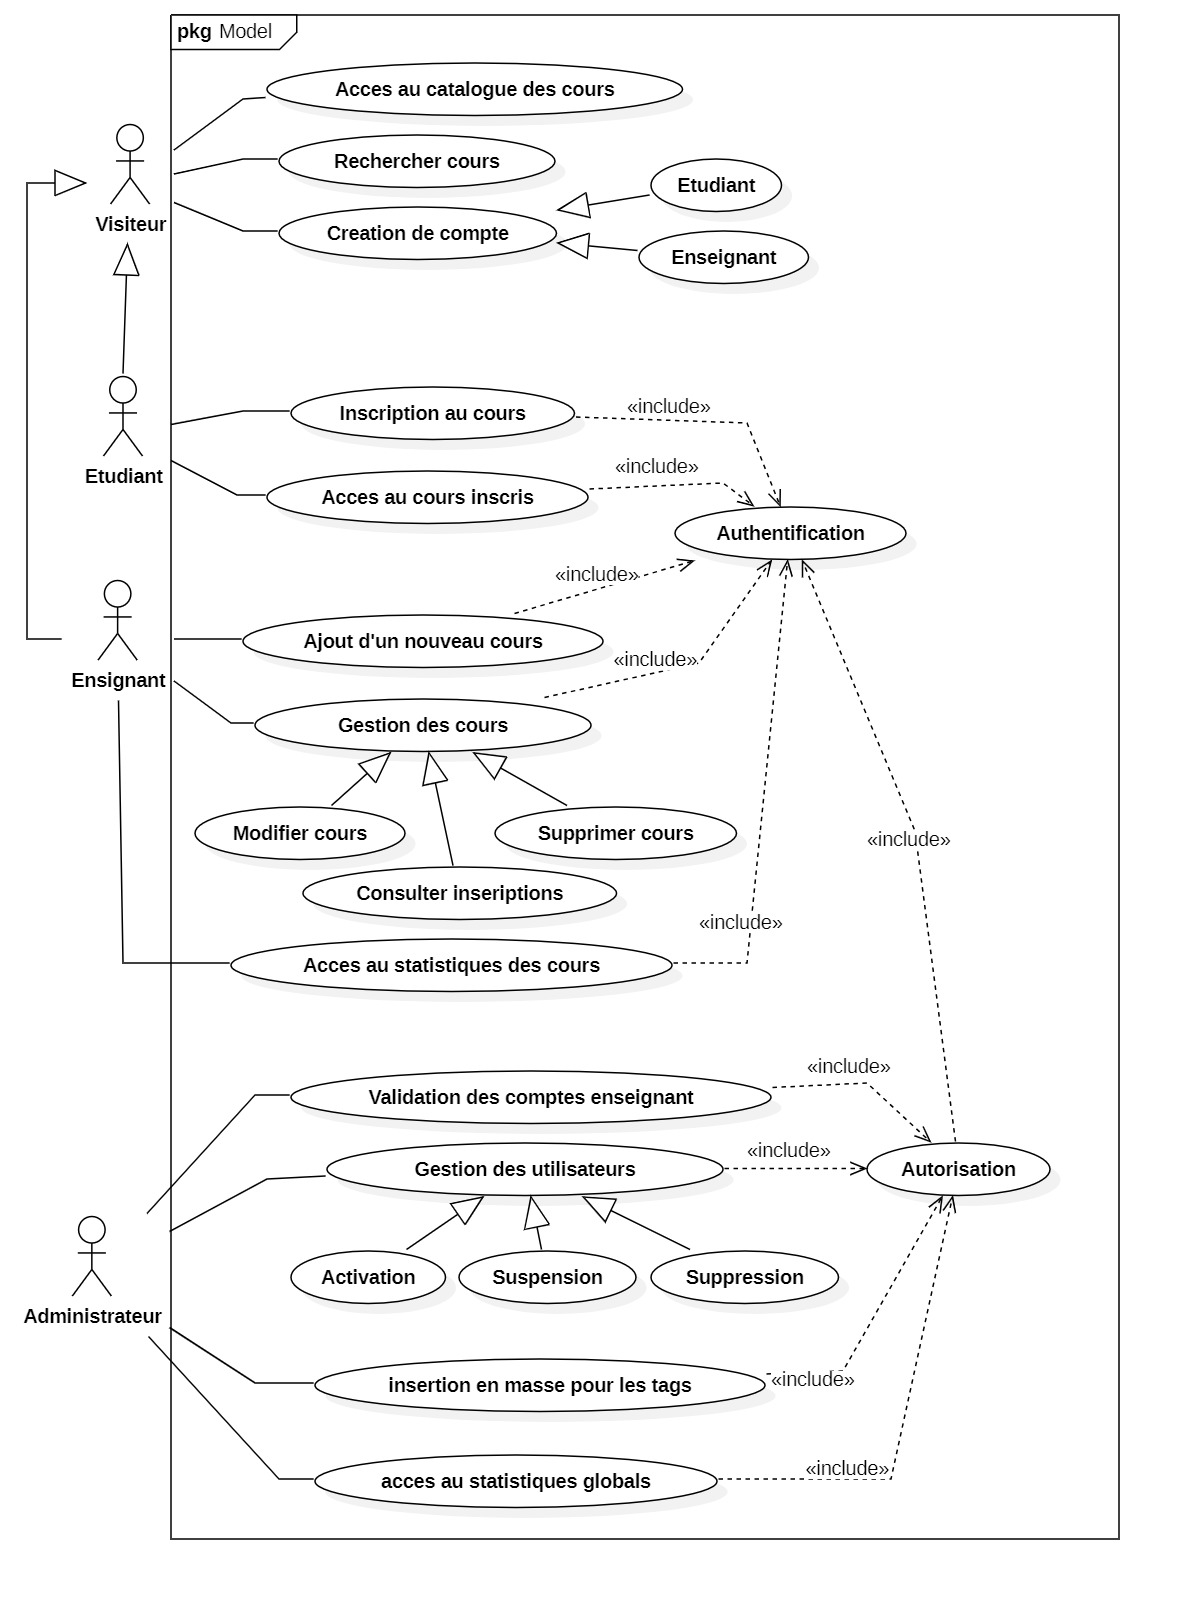 pkg Model
Acces au catalogue des cours
Rechercher cours
Etudiant
Visiteur
Creation de compte
Enseignant
Inscription au cours
«include»
Etudiant
«include»
Acces au cours inscris
Authentification
«include»
Ajout d'un nouveau cours
«include»
Ensignant
Gestion des cours
Modifier cours
Supprimer cours
«include»
Consulter inseriptions
«include»
Acces au statistiques des cours
«include»
Validation des comptes enseignant
«include»
Gestion des utilisateurs
Autorisation
Activation
Suspension
Suppression
Administrateur
insertion en masse pour les tags
«include»
«include»
acces au statistiques globals